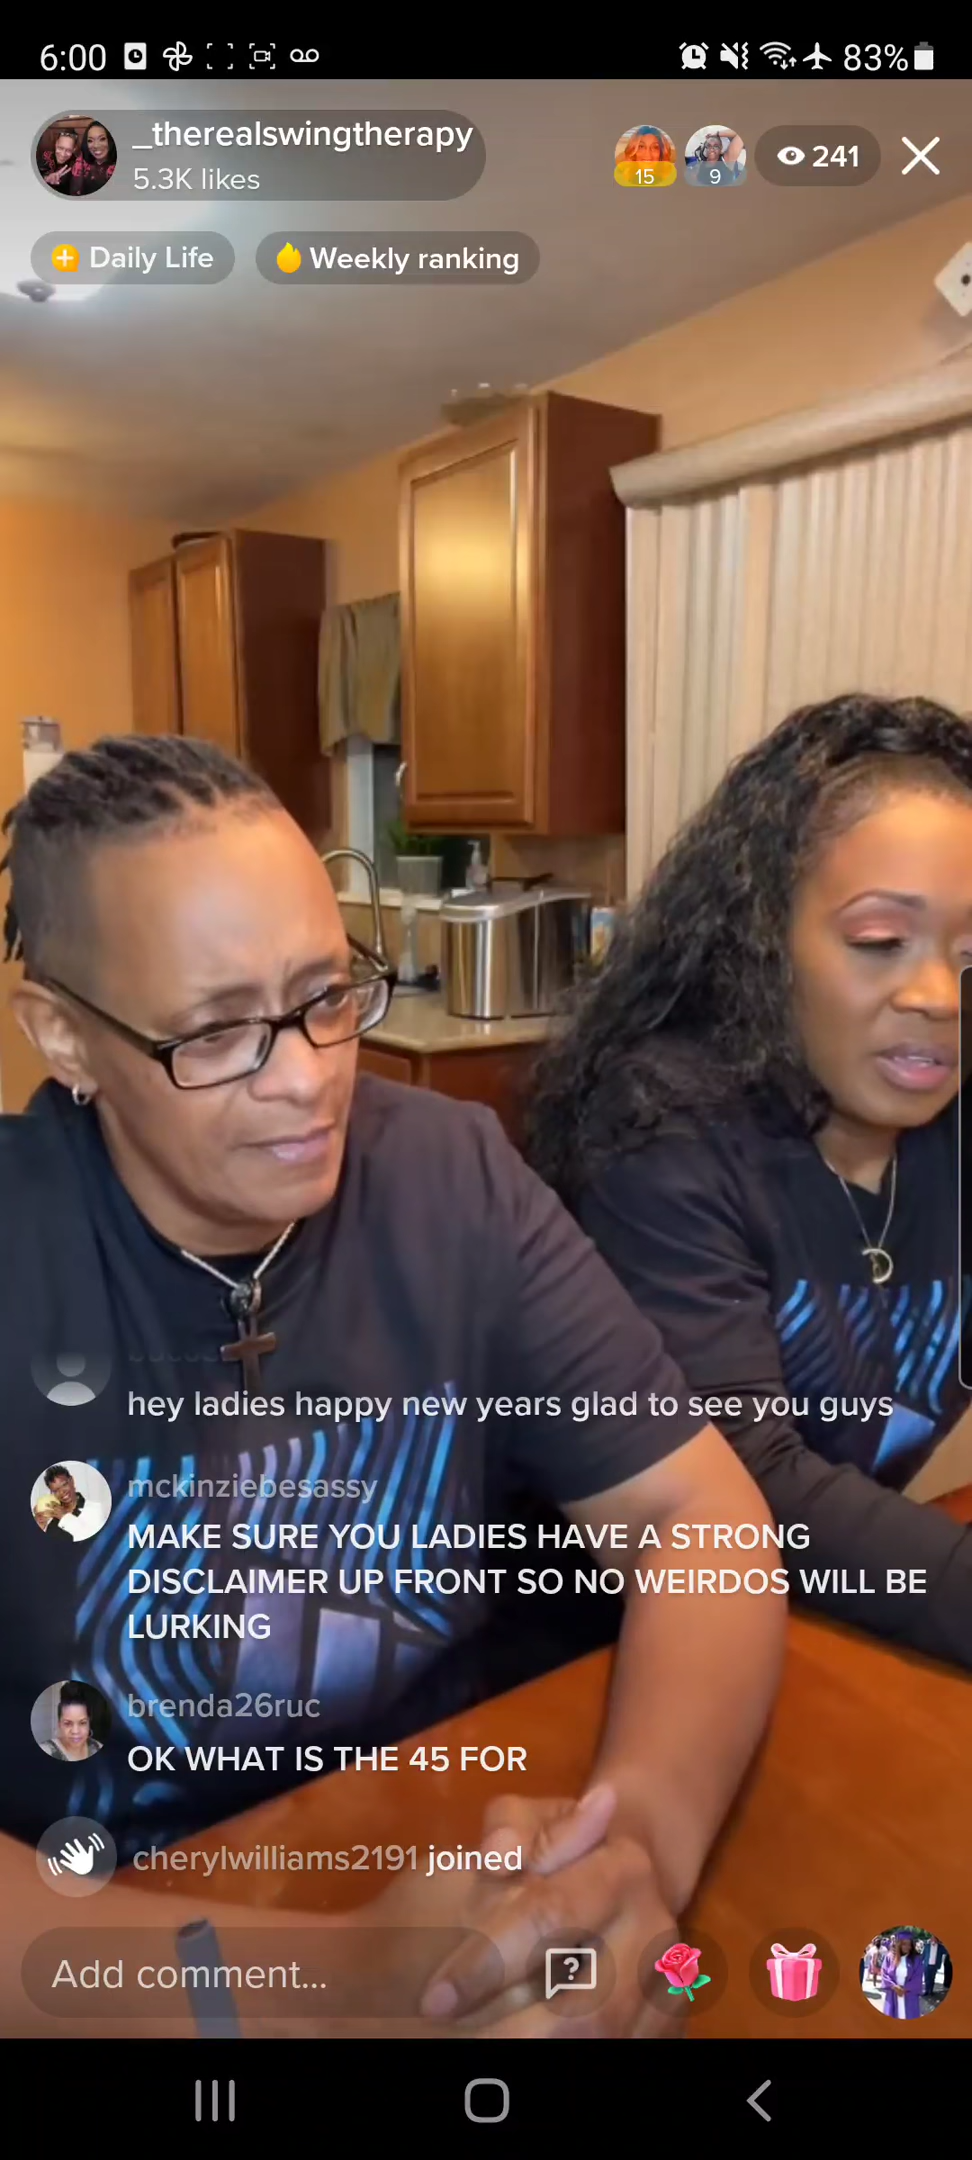 6:00
83%
_therealswingtherapy
5.3K likes
15
9
241
Daily Life
Weekly ranking
hey ladies happy new years glad to see you guys
mckinziebesassy
MAKE SURE YOU LADIES HAVE A STRONG
DISCLAIMER UP FRONT SO NO WEIRDOS WILL BE
LURKING
brenda26ruc
OK WHAT IS THE 45 FOR
cherylwilliams2191 joined
Add comment...